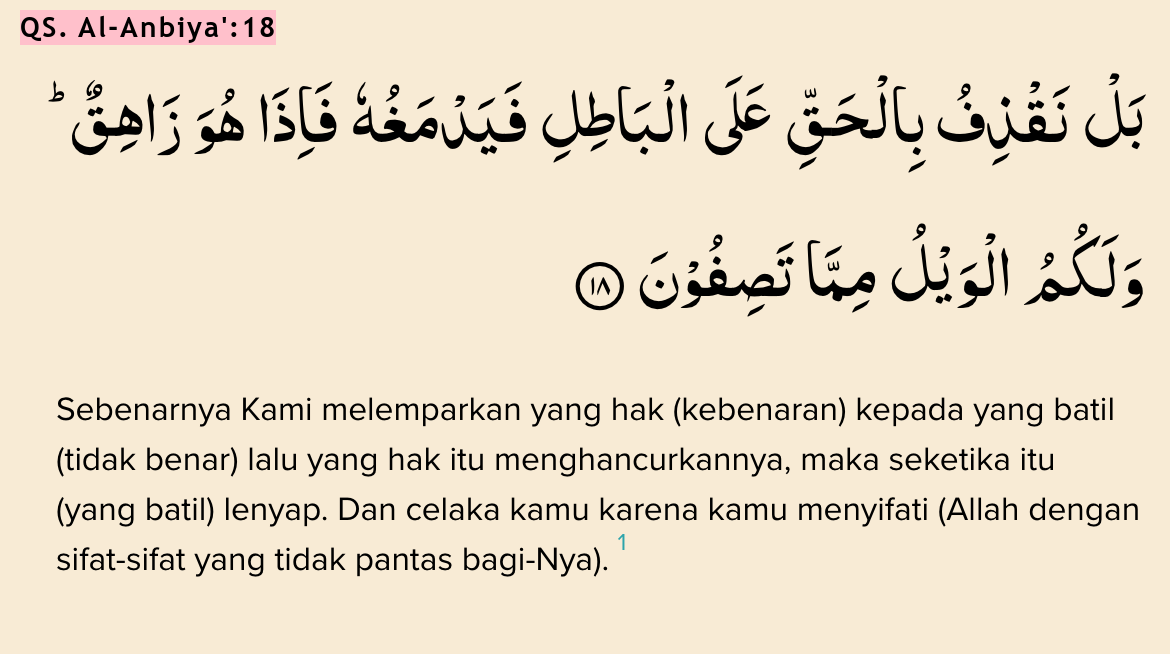 QS. Al-Anbiya':18
بَلْ نَقْذِفُ بِالْحَقِّ عَلَى الْبَاطِلِ فَيَدْمَغُهٗ فَاِذَا هُوَ زَاهِقٌۗ
وَلَكُمُ الْوَيْلُ مِمَّا تَصِفُوْنَ ١٨
Sebenarnya Kami melemparkan yang hak (kebenaran) kepada yang batil
(tidak benar) lalu yang hak itu menghancurkannya, maka seketika itu
(yang batil) lenyap. Dan celaka kamu karena kamu menyifati (Allah dengan
sifat-sifat yang tidak pantas bagi-Nya). 1